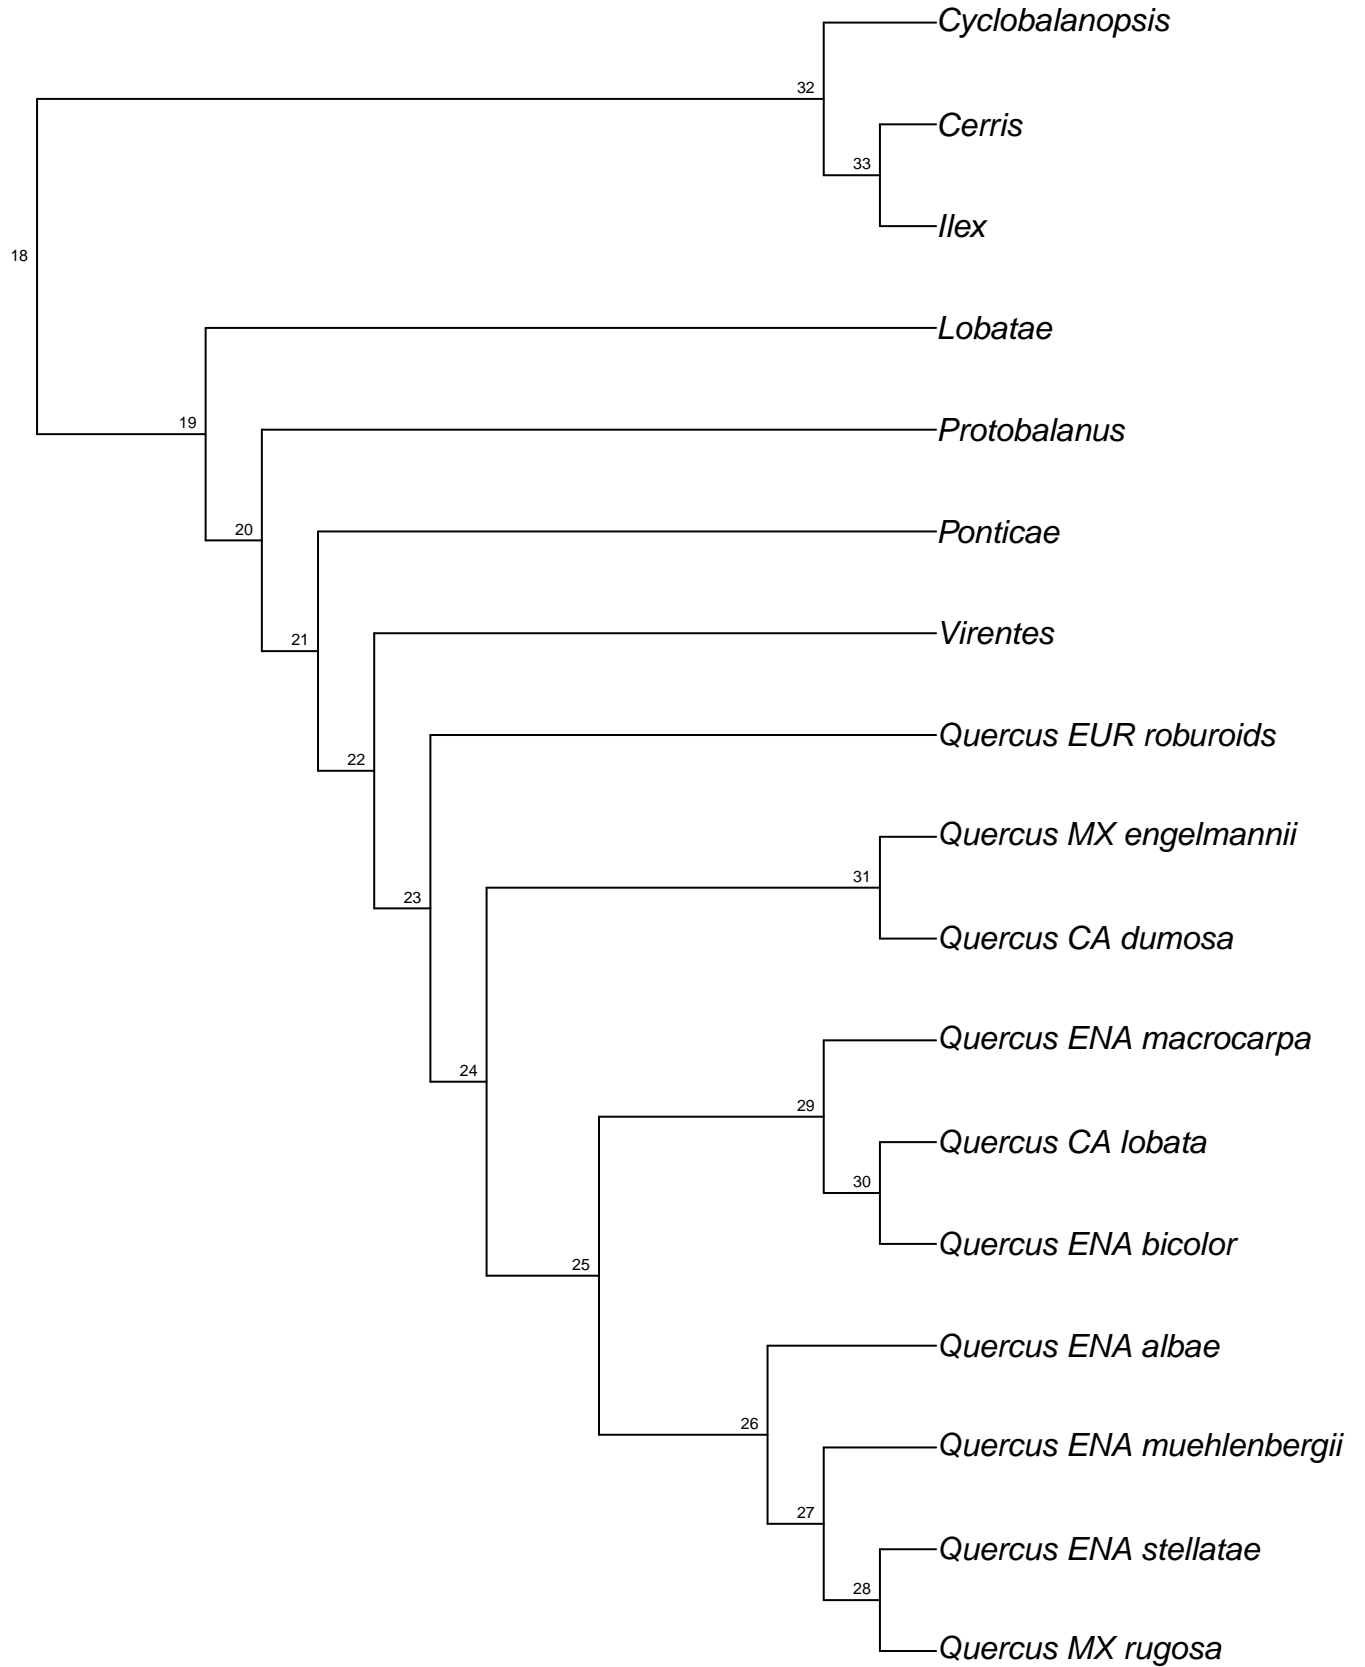 Cyclobalanopsis
32
Cerris
33
Ilex
18
Lobatae
19
Protobalanus
20
Ponticae
21
Virentes
22
Quercus EUR roburoids
Quercus MX engelmannii
31
23
Quercus CA dumosa
Quercus ENA macrocarpa
24
29
Quercus CA lobata
30
Quercus ENA bicolor
25
Quercus ENA albae
26
Quercus ENA muehlenbergii
27
Quercus ENA stellatae
28
Quercus MX rugosa